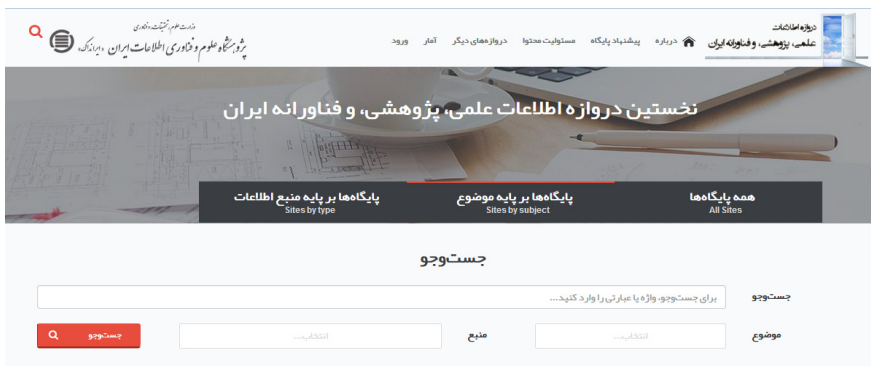 دروازه اطلاعات
علمی، پژوهشی، و فناورانه ایران
درباره
پیشنهاد پایگاه
مسئولیت محتوا
دروازه‌های دیگر
آمار
ورود
وزارت علوم، تحقیقات و فناوری
پژوهشگاه علوم و فناوری اطلاعات ایران (ایرانداک)
نخستین دروازه اطلاعات علمی، پژوهشی، و فناورانه ایران
همه پایگاه‌ها
All Sites
پایگاه‌ها بر پایه موضوع
Sites by subject
پایگاه‌ها بر پایه منبع اطلاعات
Sites by type
جست‌وجو
جست‌وجو
برای جست‌وجو، واژه یا عبارتی را وارد کنید...
موضوع
انتخاب...
منبع
انتخاب...
جست‌وجو